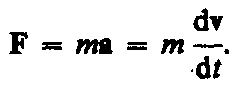 F = ma = m dv/dt.